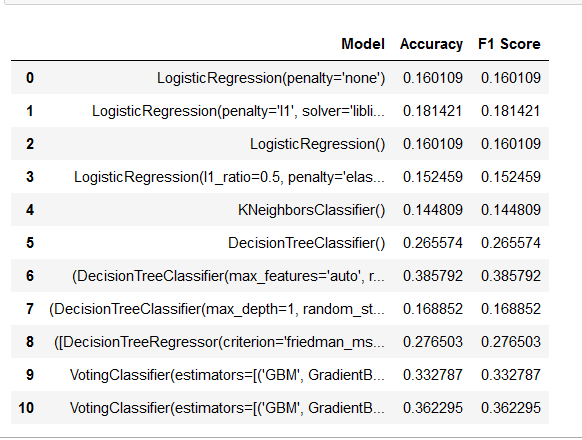 Model Accuracy F1 Score
0 LogisticRegression(penalty='none') 0.160109 0.160109
1 LogisticRegression(penalty='l1', solver='libli... 0.181421 0.181421
2 LogisticRegression() 0.160109 0.160109
3 LogisticRegression(l1_ratio=0.5, penalty='elas... 0.152459 0.152459
4 KNeighborsClassifier() 0.144809 0.144809
5 DecisionTreeClassifier() 0.265574 0.265574
6 (DecisionTreeClassifier(max_features='auto', r... 0.385792 0.385792
7 (DecisionTreeClassifier(max_depth=1, random_st... 0.168852 0.168852
8 ([DecisionTreeRegressor(criterion='friedman_ms... 0.276503 0.276503
9 VotingClassifier(estimators=[('GBM', GradientB... 0.332787 0.332787
10 VotingClassifier(estimators=[('GBM', GradientB... 0.362295 0.362295